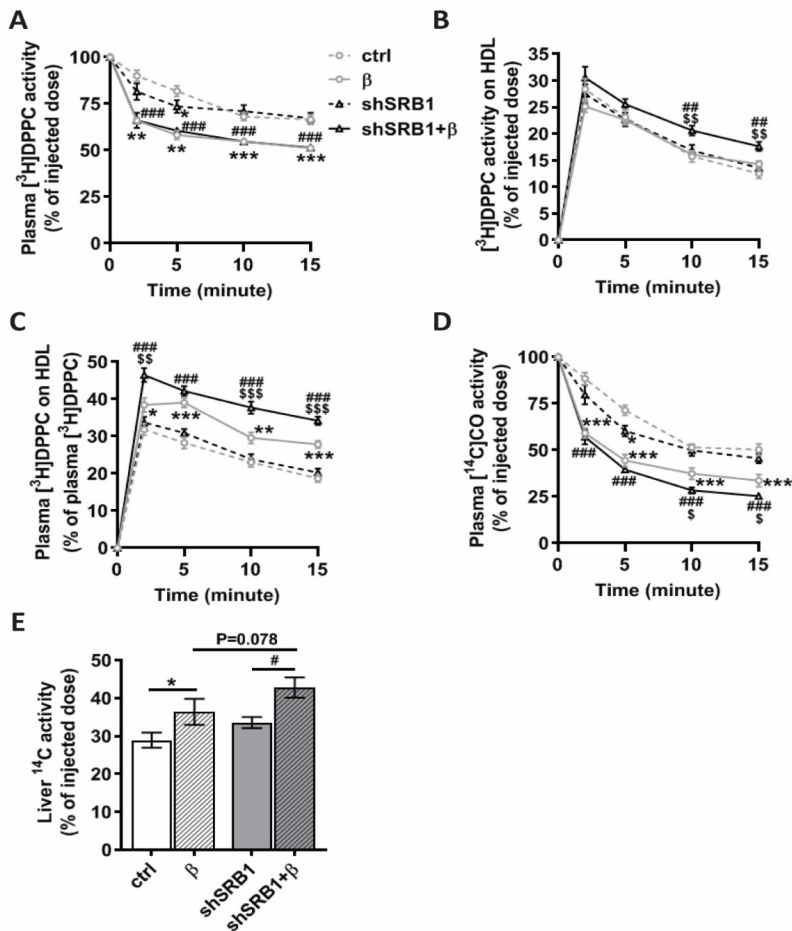 A
Plasma [³H]DPPC activity
(% of injected dose)
100
75
50
25
0
###
*
###
###
###
**
**
***
***
0 5 10 15
Time (minute)
ctrl
β
shSRB1
shSRB1+β
B
[³H]DPPC activity on HDL
(% of injected dose)
35
30
25
20
15
10
5
0
##
$$
##
$$
0 5 10 15
Time (minute)
C
Plasma [³H]DPPC on HDL
(% of plasma [³H]DPPC)
50
40
30
20
10
0
###
$$
###
###
$$$
###
$$$
*
***
**
***
0 5 10 15
Time (minute)
D
Plasma [¹⁴C]CO activity
(% of injected dose)
100
75
50
25
0
***
*
***
***
***
###
###
###
$
###
$
0 5 10 15
Time (minute)
E
Liver ¹⁴C activity
(% of injected dose)
50
40
30
20
10
0
P=0.078
*
#
ctrl
β
shSRB1
shSRB1+β